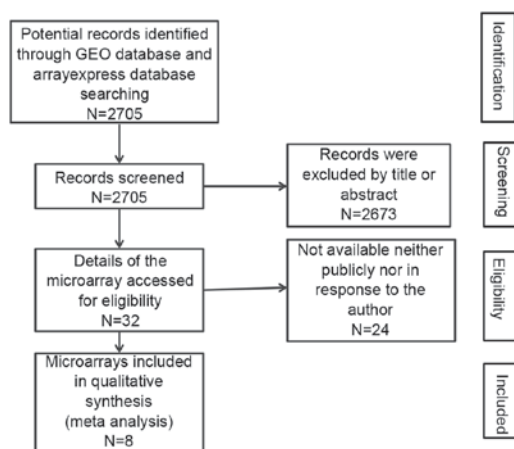 Potential records identified
through GEO database and
arrayexpress database
searching
N=2705
Identification
Records screened
N=2705
Records were
excluded by title or
abstract
N=2673
Screening
Details of the
microarray accessed
for eligibility
N=32
Not available neither
publicly nor in
response to the
author
N=24
Eligibility
Microarrays included
in qualitative
synthesis
(meta analysis)
N=8
Included